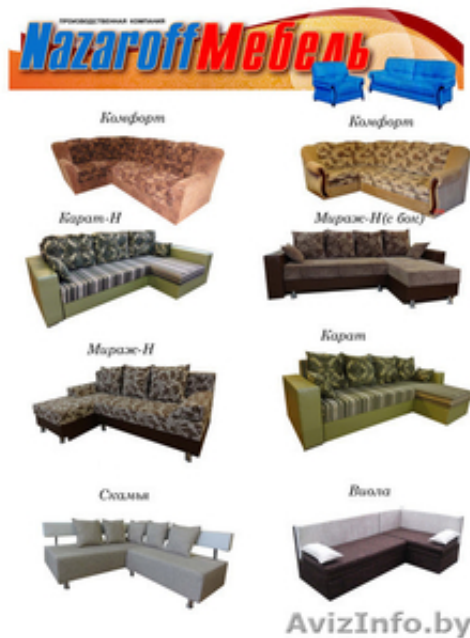 ПРОИЗВОДСТВЕННАЯ КОМПАНИЯ
NazaroffМебель
Комфорт
Комфорт
Карат-Н
Мираж-Н(с бок)
Мираж-Н
Карат
Скамья
Виола
AvizInfo.by